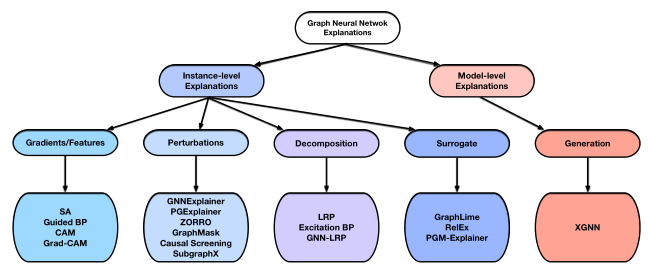 Graph Neural Netwok
Explanations
Instance-level
Explanations
Model-level
Explanations
Gradients/Features
Perturbations
Decomposition
Surrogate
Generation
SA
Guided BP
CAM
Grad-CAM
GNNExplainer
PGExplainer
ZORRO
GraphMask
Causal Screening
SubgraphX
LRP
Excitation BP
GNN-LRP
GraphLime
RelEx
PGM-Explainer
XGNN